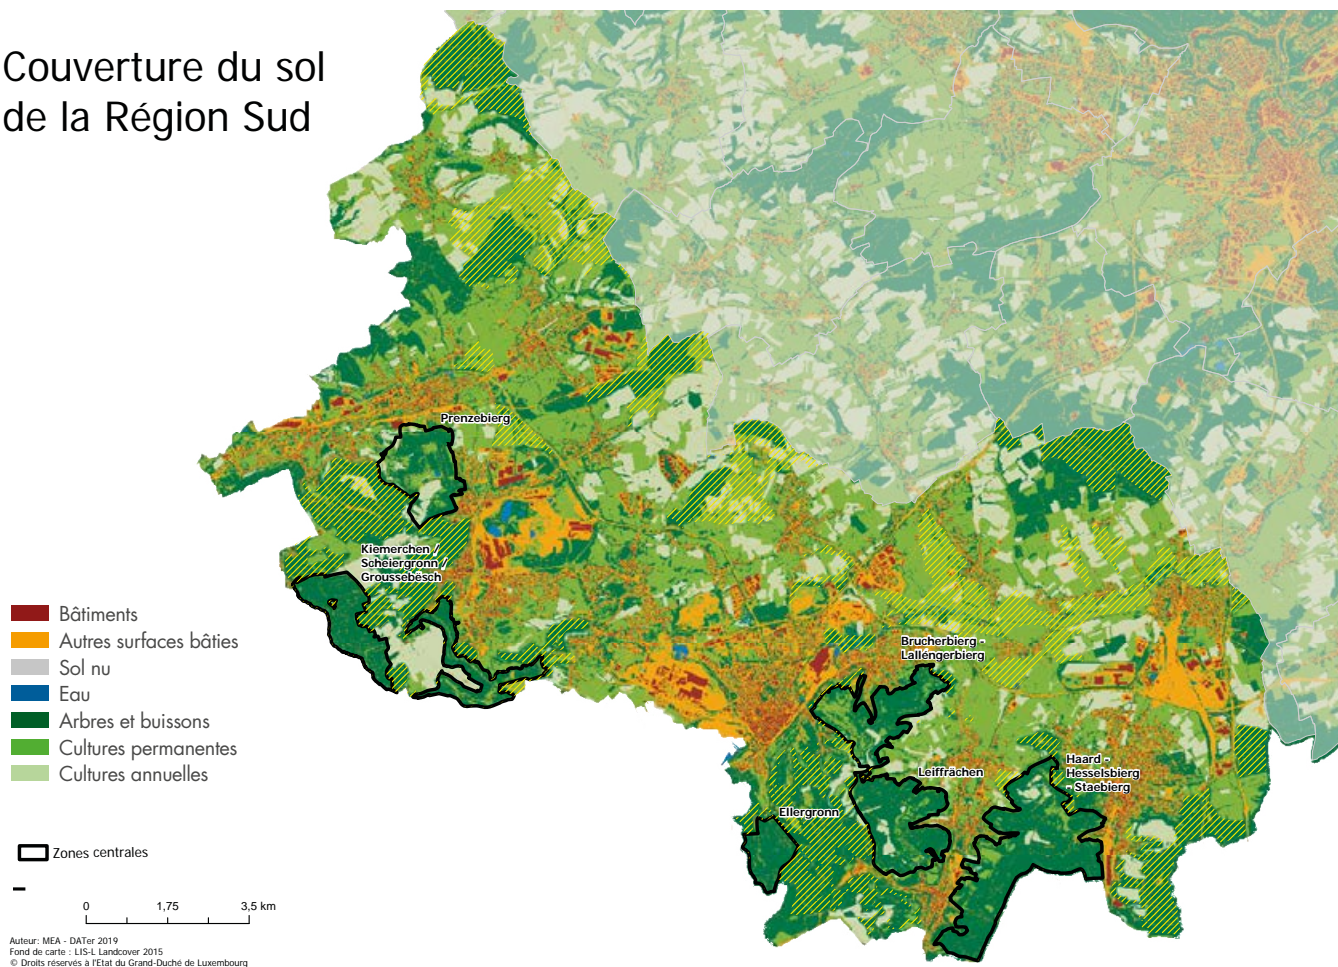 Couverture du sol
de la Région Sud
Prenzebierg
Kiemerchen /
Scheiergronn /
Groussebësch
Brucherbierg -
Lalléngerbierg
Leiffrächen
Haard -
Hesselsbierg
- Staebierg
Ellergronn
Bâtiments
Autres surfaces bâties
Sol nu
Eau
Arbres et buissons
Cultures permanentes
Cultures annuelles
Zones centrales
0 1,75 3,5 km
Auteur: MEA - DATer 2019
Fond de carte : LIS-L Landcover 2015
© Droits réservés à l'Etat du Grand-Duché de Luxembourg